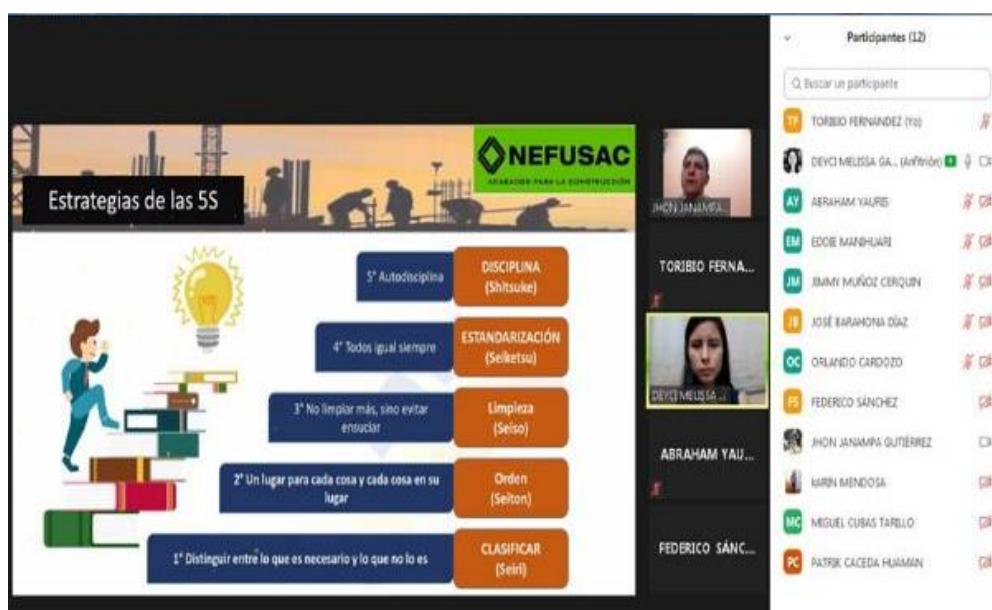 NEFUSAC
ACABADOS PARA LA CONSTRUCCIÓN
Estrategias de las 5S
5° Autodisciplina
DISCIPLINA
(Shitsuke)
4° Todos igual siempre
ESTANDARIZACIÓN
(Seiketsu)
3° No limpiar más, sino evitar
ensuciar
Limpieza
(Seiso)
2° Un lugar para cada cosa y cada cosa en su
lugar
Orden
(Seiton)
1° Distinguir entre lo que es necesario y lo que no lo es
CLASIFICAR
(Seiri)
JHON JANAMPA...
TORIBIO FERNA...
DEYCI MELISSA ...
ABRAHAM YAU...
FEDERICO SÁNC...
Participantes (12)
Buscar un participante
TF TORIBIO FERNANDEZ (Yo)
DEYCI MELISSA GA... (Anfitrión)
AY ABRAHAM YAURIS
EM EDDIE MANIHUARI
JM JIMMY MUÑOZ CERQUIN
JB JOSÉ BARAHONA DÍAZ
OC ORLANDO CARDOZO
FS FEDERICO SÁNCHEZ
JHON JANAMPA GUTIÉRREZ
KARIN MENDOSA
MC MIGUEL CUBAS TARILLO
PC PATRIK CACEDA HUAMAN